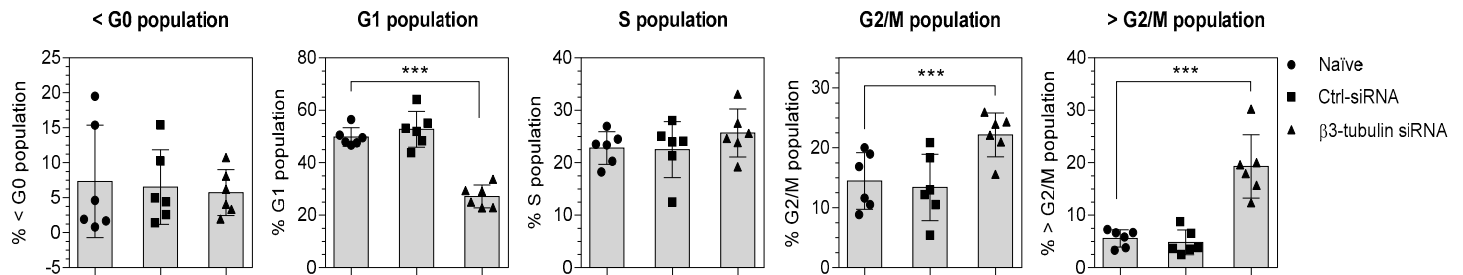 < G0 population
G1 population
S population
G2/M population
> G2/M population
% < G0 population
25
20
15
10
5
0
-5
% G1 population
80
60
40
20
0
***
% S population
40
30
20
10
0
% G2/M population
30
20
10
0
***
% > G2/M population
40
30
20
10
0
***
Naïve
Ctrl-siRNA
β3-tubulin siRNA